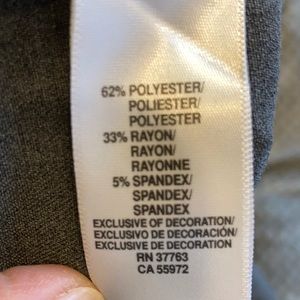 62% POLYESTER/
POLIESTER/
POLYESTER
33% RAYON/
RAYON/
RAYONNE
5% SPANDEX/
SPANDEX/
SPANDEX
EXCLUSIVE OF DECORATION/
EXCLUSIVO DE DECORACIÓN/
EXCLUSIVE DE DECORATION
RN 37763
CA 55972